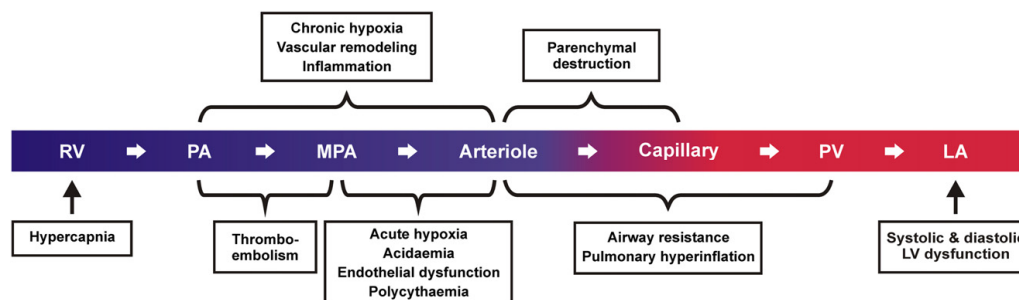 Chronic hypoxia
Vascular remodeling
Inflammation
Parenchymal
destruction
RV PA MPA Arteriole Capillary PV LA
Hypercapnia
Thrombo-
embolism
Acute hypoxia
Acidaemia
Endothelial dysfunction
Polycythaemia
Airway resistance
Pulmonary hyperinflation
Systolic & diastolic
LV dysfunction